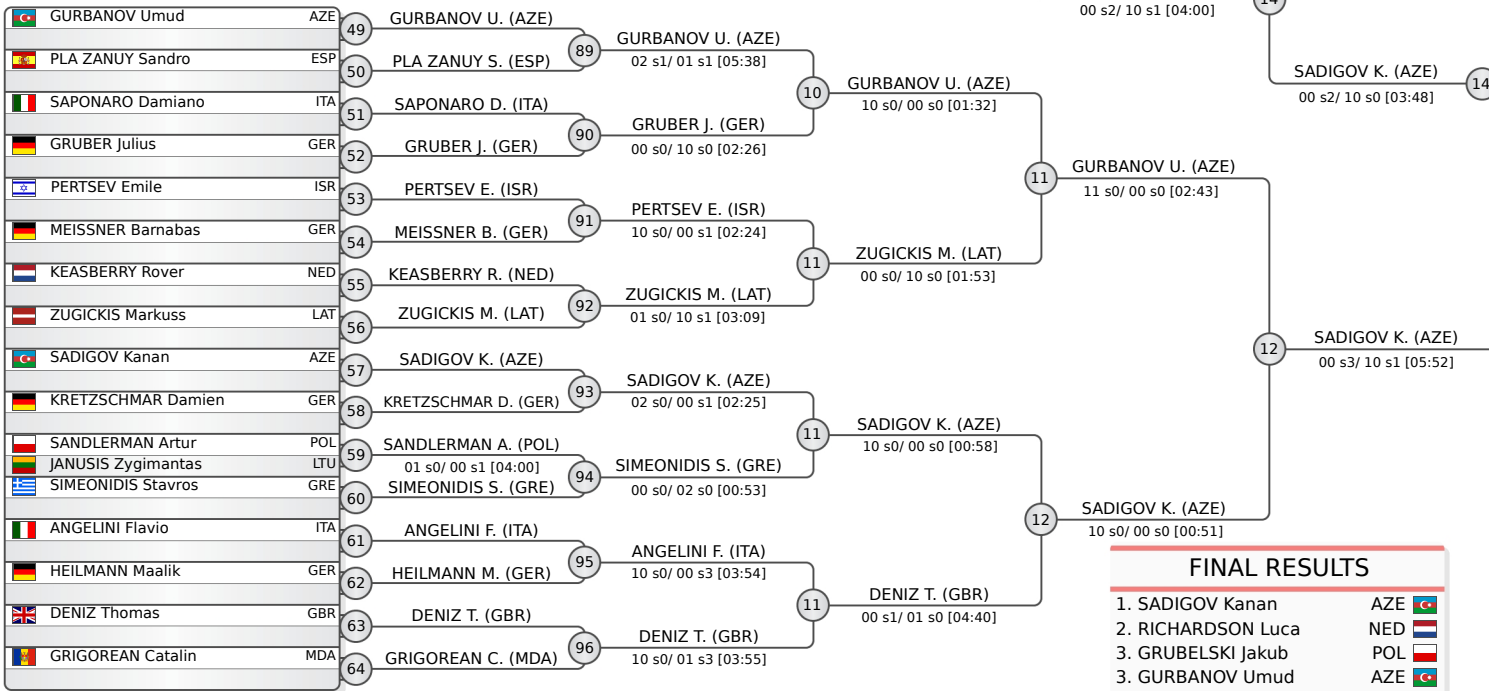 GURBANOV Umud AZE
PLA ZANUY Sandro ESP
SAPONARO Damiano ITA
GRUBER Julius GER
PERTSEV Emile ISR
MEISSNER Barnabas GER
KEASBERRY Rover NED
ZUGICKIS Markuss LAT
SADIGOV Kanan AZE
KRETZSCHMAR Damien GER
SANDLERMAN Artur POL
JANUSIS Zygimantas LTU
SIMEONIDIS Stavros GRE
ANGELINI Flavio ITA
HEILMANN Maalik GER
DENIZ Thomas GBR
GRIGOREAN Catalin MDA
49
50
51
52
53
54
55
56
57
58
59
60
61
62
63
64
GURBANOV U. (AZE)
PLA ZANUY S. (ESP)
SAPONARO D. (ITA)
GRUBER J. (GER)
PERTSEV E. (ISR)
MEISSNER B. (GER)
KEASBERRY R. (NED)
ZUGICKIS M. (LAT)
SADIGOV K. (AZE)
KRETZSCHMAR D. (GER)
SANDLERMAN A. (POL)
01 s0/ 00 s1 [04:00]
SIMEONIDIS S. (GRE)
ANGELINI F. (ITA)
HEILMANN M. (GER)
DENIZ T. (GBR)
GRIGOREAN C. (MDA)
89
90
91
92
93
94
95
96
GURBANOV U. (AZE)
02 s1/ 01 s1 [05:38]
GRUBER J. (GER)
00 s0/ 10 s0 [02:26]
PERTSEV E. (ISR)
10 s0/ 00 s1 [02:24]
ZUGICKIS M. (LAT)
01 s0/ 10 s1 [03:09]
SADIGOV K. (AZE)
02 s0/ 00 s1 [02:25]
SIMEONIDIS S. (GRE)
00 s0/ 02 s0 [00:53]
ANGELINI F. (ITA)
10 s0/ 00 s3 [03:54]
DENIZ T. (GBR)
10 s0/ 01 s3 [03:55]
10
11
11
11
GURBANOV U. (AZE)
10 s0/ 00 s0 [01:32]
ZUGICKIS M. (LAT)
00 s0/ 10 s0 [01:53]
SADIGOV K. (AZE)
10 s0/ 00 s0 [00:58]
DENIZ T. (GBR)
00 s1/ 01 s0 [04:40]
11
12
00 s2/ 10 s1 [04:00]
GURBANOV U. (AZE)
11 s0/ 00 s0 [02:43]
SADIGOV K. (AZE)
10 s0/ 00 s0 [00:51]
14
12
SADIGOV K. (AZE)
00 s2/ 10 s0 [03:48]
14
SADIGOV K. (AZE)
00 s3/ 10 s1 [05:52]
FINAL RESULTS
1. SADIGOV Kanan AZE
2. RICHARDSON Luca NED
3. GRUBELSKI Jakub POL
3. GURBANOV Umud AZE